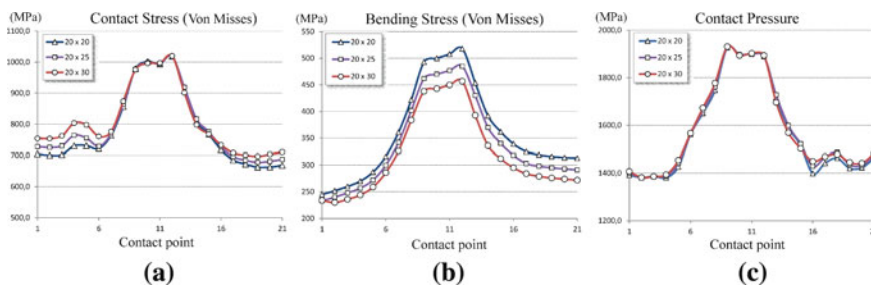 (MPa) Contact Stress (Von Misses)
1000,0
900,0
800,0
700,0
600,0
500,0
20 x 20
20 x 25
20 x 30
1 6 11 16 21
Contact point
(a)
(MPa) Bending Stress (Von Misses)
550
500
450
400
350
300
250
200
20 x 20
20 x 25
20 x 30
1 6 11 16 21
Contact point
(b)
(MPa) Contact Pressure
2000,0
1800,0
1600,0
1400,0
1200,0
20 x 20
20 x 25
20 x 30
1 6 11 16 21
Contact point
(c)